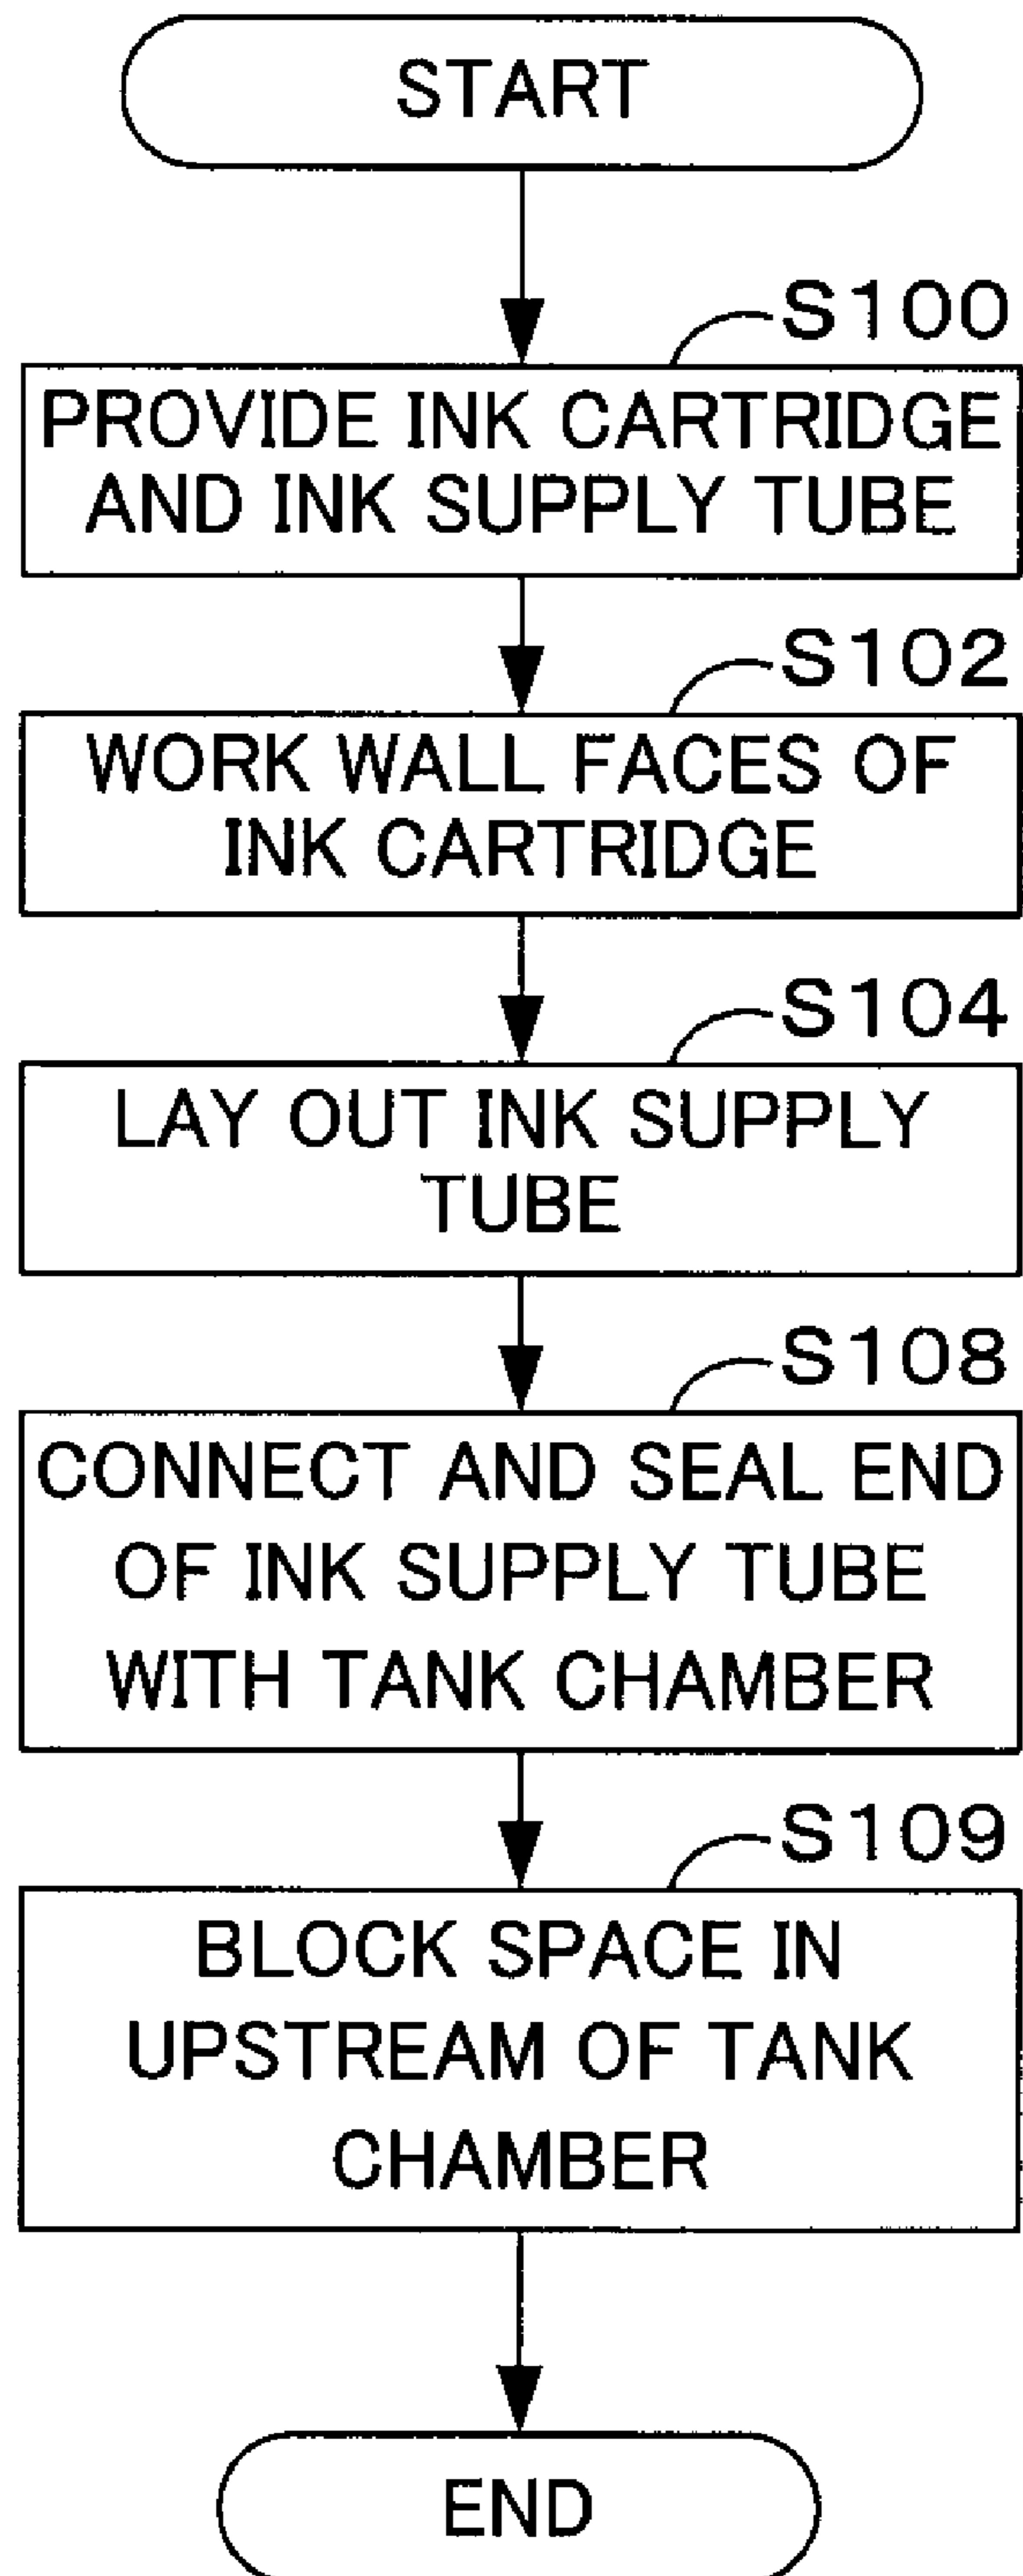 START
S100
PROVIDE INK CARTRIDGE
AND INK SUPPLY TUBE
S102
WORK WALL FACES OF
INK CARTRIDGE
S104
LAY OUT INK SUPPLY
TUBE
S108
CONNECT AND SEAL END
OF INK SUPPLY TUBE
WITH TANK CHAMBER
S109
BLOCK SPACE IN
UPSTREAM OF TANK
CHAMBER
END